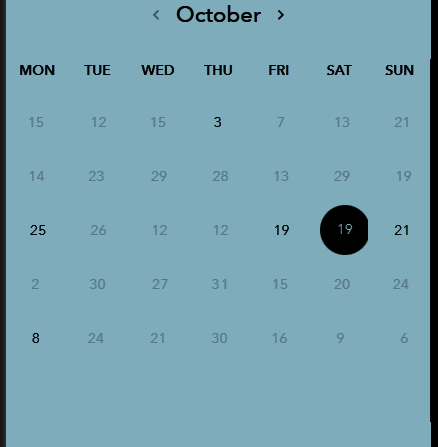 ‹ October ›
MON TUE WED THU FRI SAT SUN
15 12 15 3 7 13 21
14 23 29 28 13 29 19
25 26 12 12 19 19 21
2 30 27 31 15 20 24
8 24 21 30 16 9 6